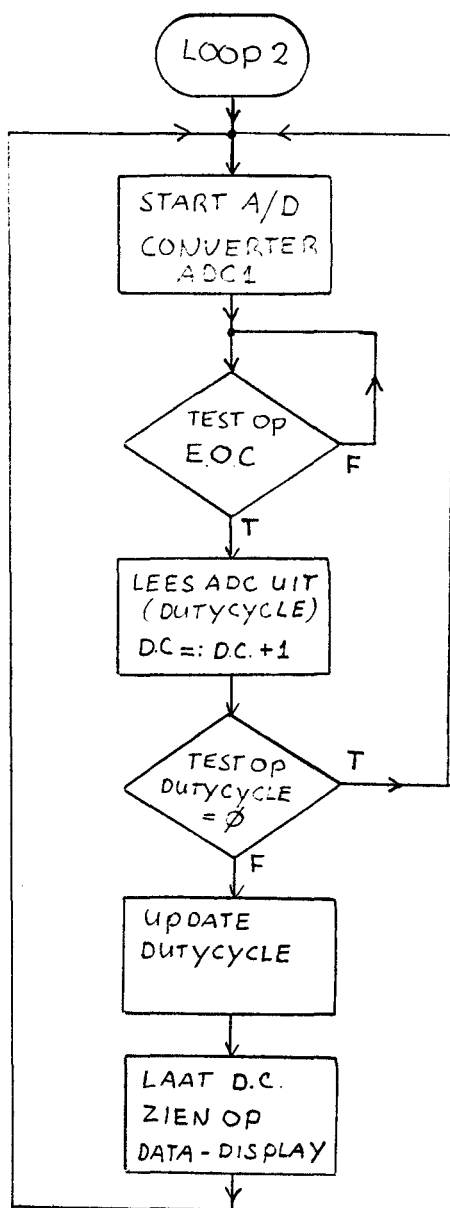 LOOP 2
START A/D
CONVERTER
ADC1
TEST OP
E.O.C
F
T
LEES ADC UIT
(DUTYCYCLE)
D.C =: D.C. + 1
TEST OP
DUTYCYCLE
= Ø
T
F
UPDATE
DUTYCYCLE
LAAT D.C.
ZIEN OP
DATA - DISPLAY